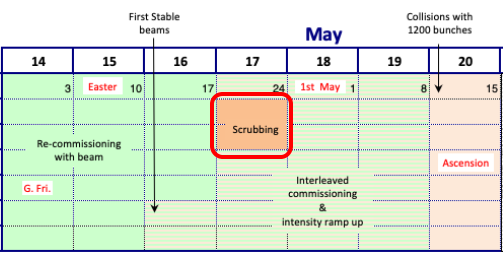 First Stable
beams
May
Collisions with
1200 bunches
14 15 16 17 18 19 20
3 Easter 10 17 24 1st May 1 8 15
Scrubbing
Re-commissioning
with beam
Ascension
G. Fri.
Interleaved
commissioning
&
intensity ramp up